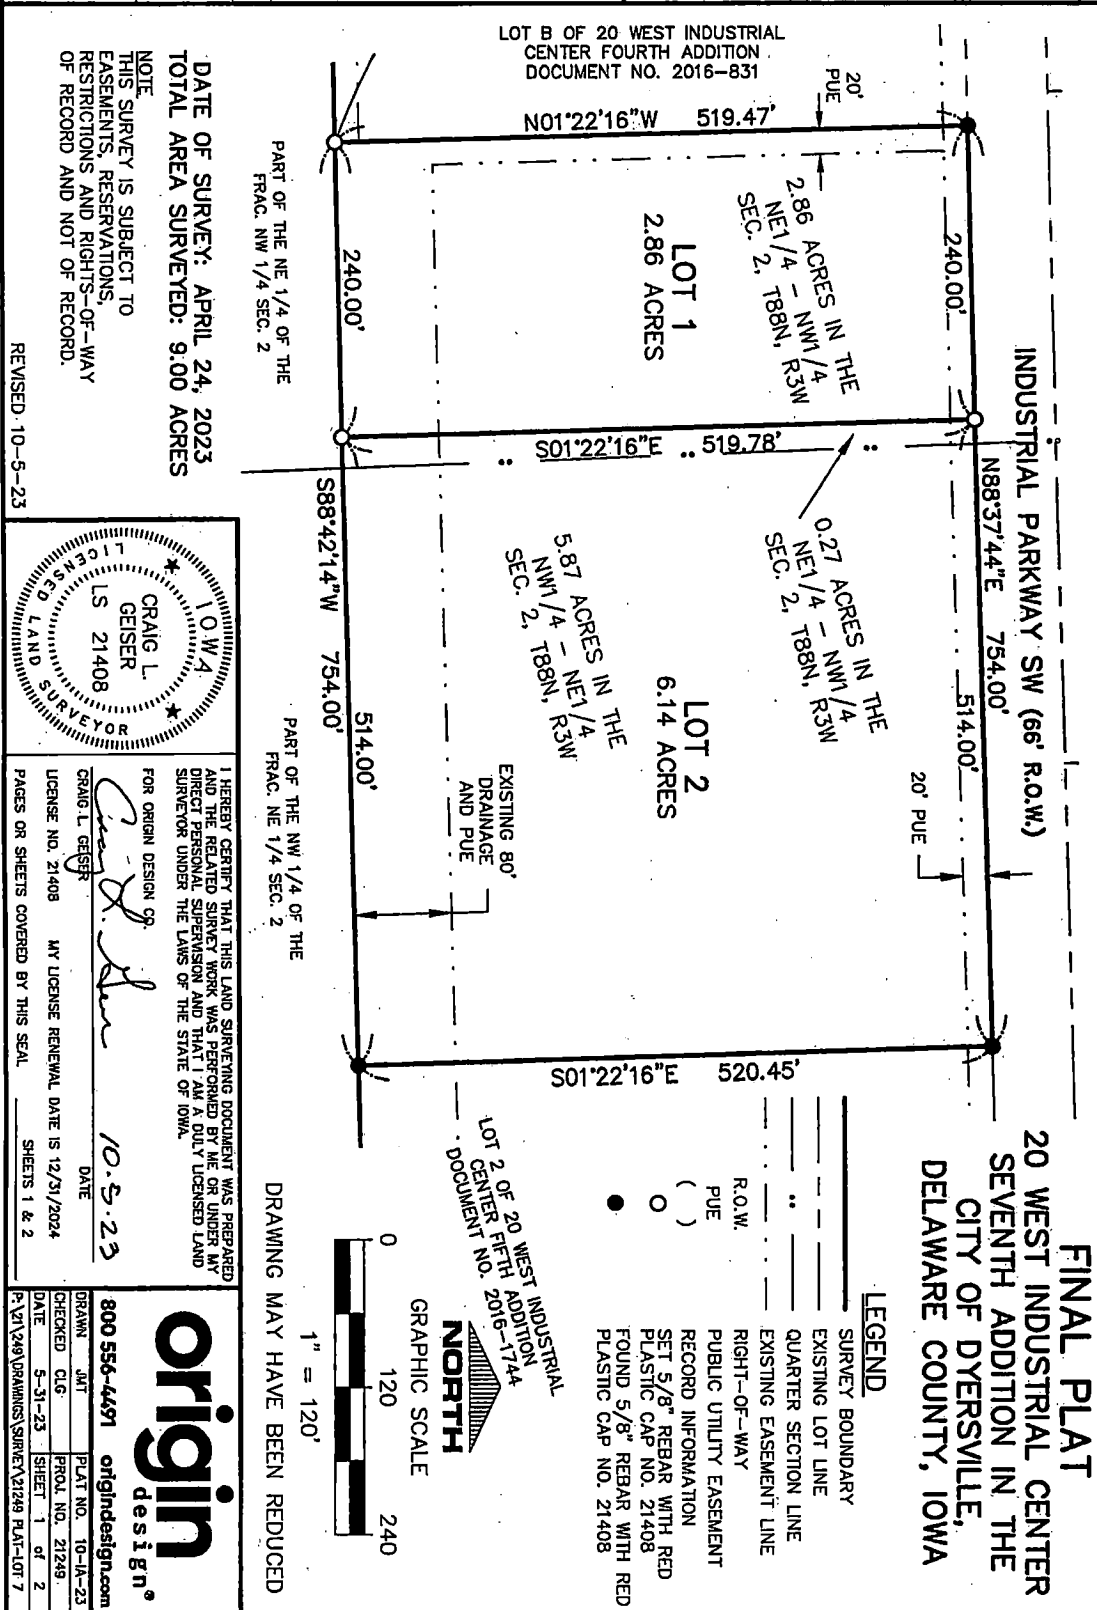 FINAL PLAT
20 WEST INDUSTRIAL CENTER
SEVENTH ADDITION IN THE
CITY OF DYERSVILLE,
DELAWARE COUNTY, IOWA
LOT B OF 20 WEST INDUSTRIAL
CENTER FOURTH ADDITION
DOCUMENT NO. 2016-831
20'
PUE
INDUSTRIAL PARKWAY SW (66' R.O.W.)
N88°37'44"E 754.00'
240.00'
514.00'
20' PUE
N01°22'16"W 519.47'
2.86 ACRES IN THE
NE1/4 - NW1/4
SEC. 2, T88N, R3W
LOT 1
2.86 ACRES
S01°22'16"E 519.78'
0.27 ACRES IN THE
NE1/4 - NW1/4
SEC. 2, T88N, R3W
LOT 2
6.14 ACRES
5.87 ACRES IN THE
NW1/4 - NE1/4
SEC. 2, T88N, R3W
EXISTING 80'
DRAINAGE
AND PUE
S01°22'16"E 520.45'
240.00'
514.00'
S88°42'14"W 754.00'
PART OF THE NE 1/4 OF THE
FRAC. NW 1/4 SEC. 2
PART OF THE NW 1/4 OF THE
FRAC. NE 1/4 SEC. 2
LOT 2 OF 20 WEST INDUSTRIAL
CENTER FIFTH ADDITION
DOCUMENT NO. 2016-1744
LEGEND
SURVEY BOUNDARY
EXISTING LOT LINE
QUARTER SECTION LINE
EXISTING EASEMENT LINE
R.O.W. RIGHT-OF-WAY
PUE PUBLIC UTILITY EASEMENT
( ) RECORD INFORMATION
SET 5/8" REBAR WITH RED
PLASTIC CAP NO. 21408
FOUND 5/8" REBAR WITH RED
PLASTIC CAP NO. 21408
NORTH
GRAPHIC SCALE
0 120 240
1" = 120'
DRAWING MAY HAVE BEEN REDUCED
DATE OF SURVEY: APRIL 24, 2023
TOTAL AREA SURVEYED: 9.00 ACRES
NOTE
THIS SURVEY IS SUBJECT TO
EASEMENTS, RESERVATIONS,
RESTRICTIONS AND RIGHTS-OF-WAY
OF RECORD AND NOT OF RECORD.
REVISED 10-5-23
IOWA
LICENSED LAND SURVEYOR
CRAIG L.
GEISER
LS 21408
I HEREBY CERTIFY THAT THIS LAND SURVEYING DOCUMENT WAS PREPARED
AND THE RELATED SURVEY WORK WAS PERFORMED BY ME OR UNDER MY
DIRECT PERSONAL SUPERVISION AND THAT I AM A DULY LICENSED LAND
SURVEYOR UNDER THE LAWS OF THE STATE OF IOWA.
FOR ORIGIN DESIGN CO.
10.5.23
CRAIG L. GEISER DATE
LICENSE NO. 21408 MY LICENSE RENEWAL DATE IS 12/31/2024
SHEETS 1 & 2
PAGES OR SHEETS COVERED BY THIS SEAL
origin
design®
800 556-4491 origindesign.com
DRAWN JMT PLAT NO. 10-IA-23
CHECKED CLG PROJ. NO. 21249
DATE 5-31-23 SHEET 1 of 2
P:\21\249\DRAWINGS\SURVEY\21249 PLAT-LOT 7